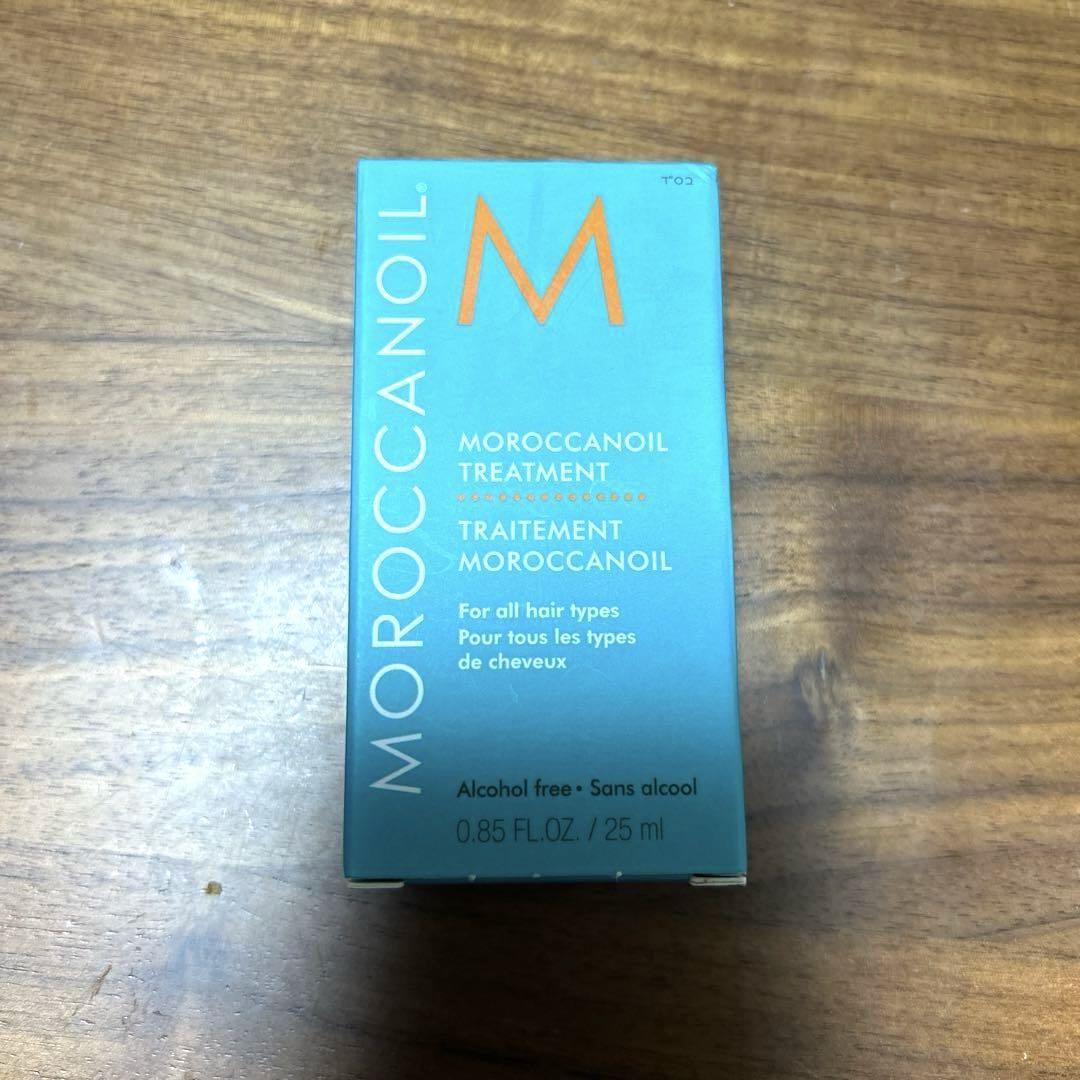 MOROCCANOIL®
M
MOROCCANOIL
TREATMENT
TRAITEMENT
MOROCCANOIL
For all hair types
Pour tous les types
de cheveux
Alcohol free • Sans alcool
0.85 FL.OZ. / 25 ml